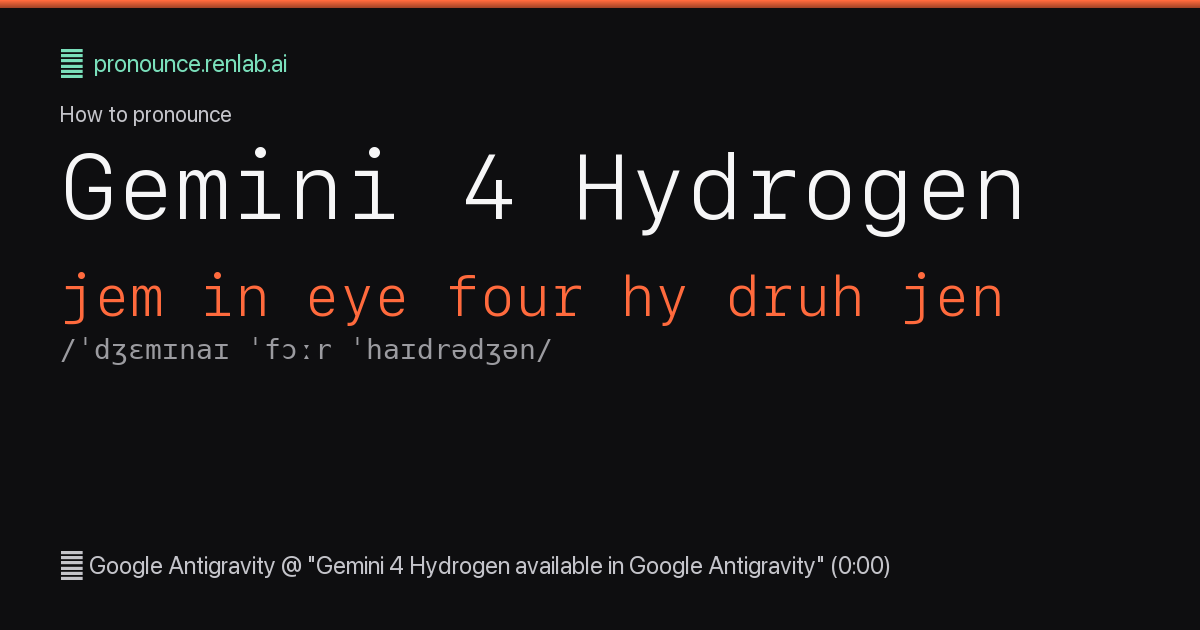 pronounce.renlab.ai
How to pronounce
Gemini 4 Hydrogen
jem in eye four hy druh jen
/ˈdʒɛmɪnaɪ ˈfɔːr ˈhaɪdrədʒən/
Google Antigravity @ "Gemini 4 Hydrogen available in Google Antigravity" (0:00)